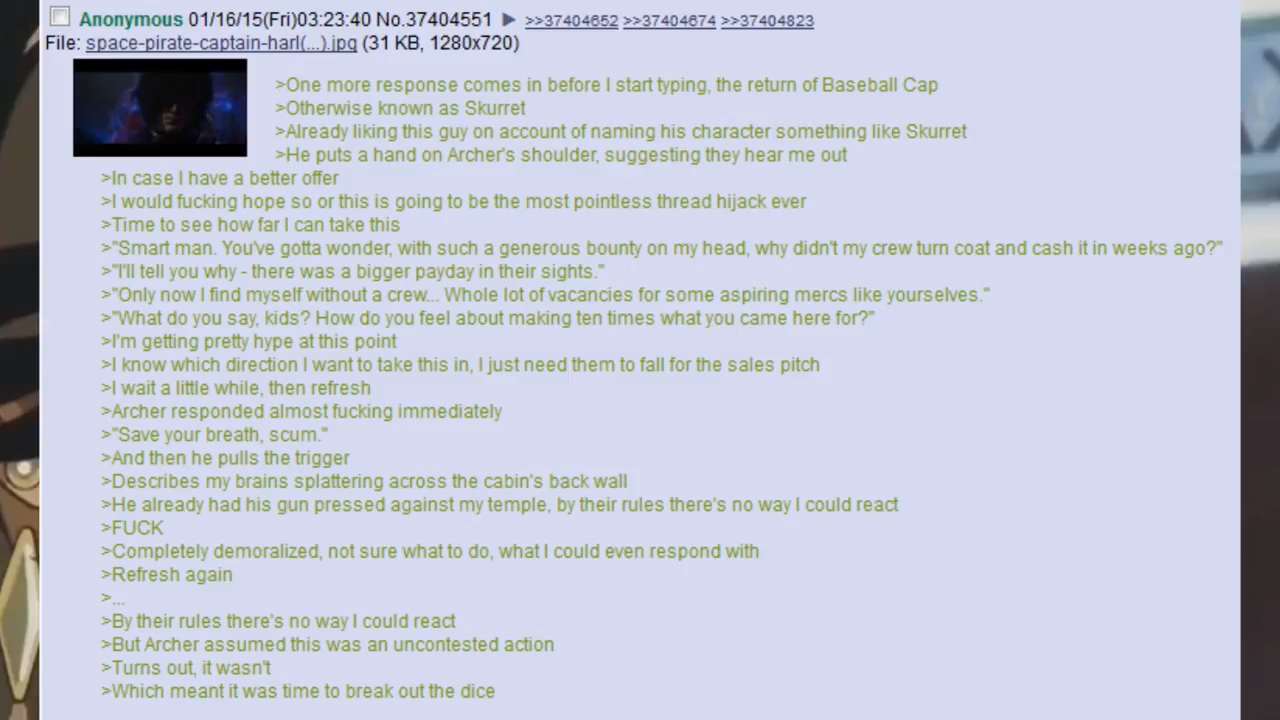 Anonymous 01/16/15(Fri)03:23:40 No.37404551 ▶ >>37404652 >>37404674 >>37404823
File: space-pirate-captain-harl(...).jpg (31 KB, 1280x720)
>One more response comes in before I start typing, the return of Baseball Cap
>Otherwise known as Skurret
>Already liking this guy on account of naming his character something like Skurret
>He puts a hand on Archer's shoulder, suggesting they hear me out
>In case I have a better offer
>I would fucking hope so or this is going to be the most pointless thread hijack ever
>Time to see how far I can take this
>"Smart man. You've gotta wonder, with such a generous bounty on my head, why didn't my crew turn coat and cash it in weeks ago?"
>"I'll tell you why - there was a bigger payday in their sights."
>"Only now I find myself without a crew... Whole lot of vacancies for some aspiring mercs like yourselves."
>"What do you say, kids? How do you feel about making ten times what you came here for?"
>I'm getting pretty hype at this point
>I know which direction I want to take this in, I just need them to fall for the sales pitch
>I wait a little while, then refresh
>Archer responded almost fucking immediately
>"Save your breath, scum."
>And then he pulls the trigger
>Describes my brains splattering across the cabin's back wall
>He already had his gun pressed against my temple, by their rules there's no way I could react
>FUCK
>Completely demoralized, not sure what to do, what I could even respond with
>Refresh again
>...
>By their rules there's no way I could react
>But Archer assumed this was an uncontested action
>Turns out, it wasn't
>Which meant it was time to break out the dice